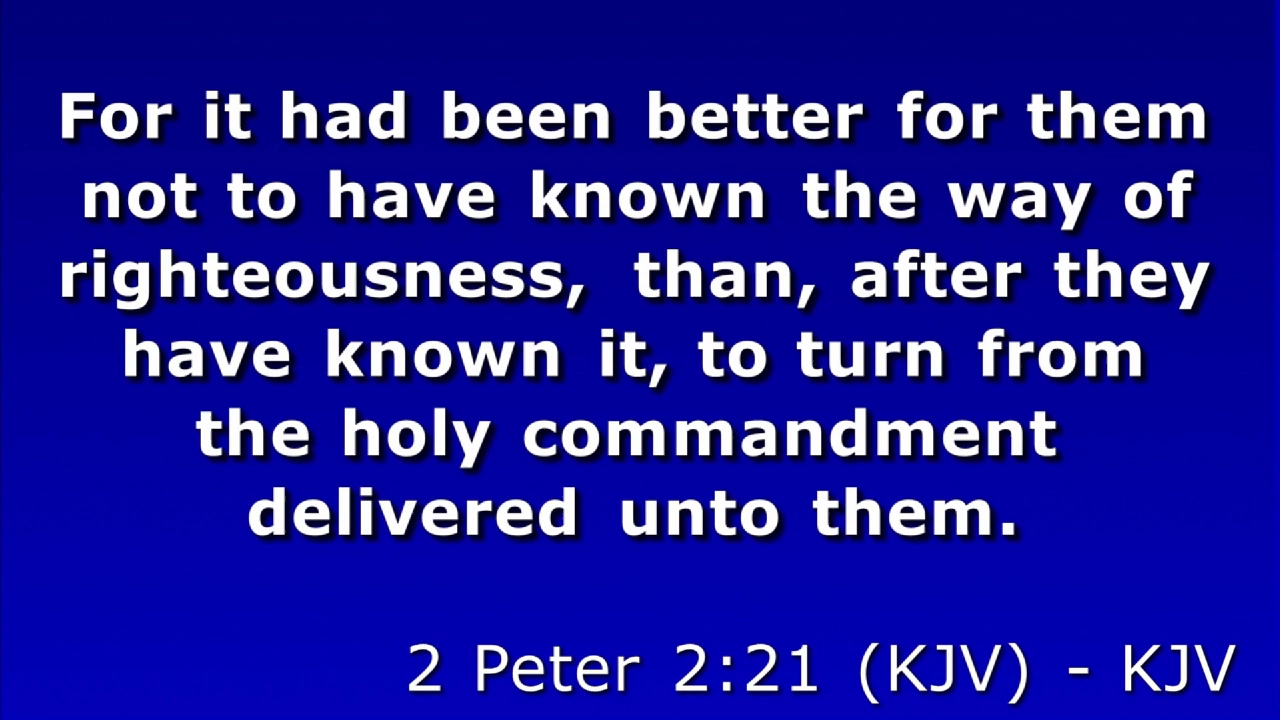 For it had been better for them
not to have known the way of
righteousness, than, after they
have known it, to turn from
the holy commandment
delivered unto them.
2 Peter 2:21 (KJV) - KJV